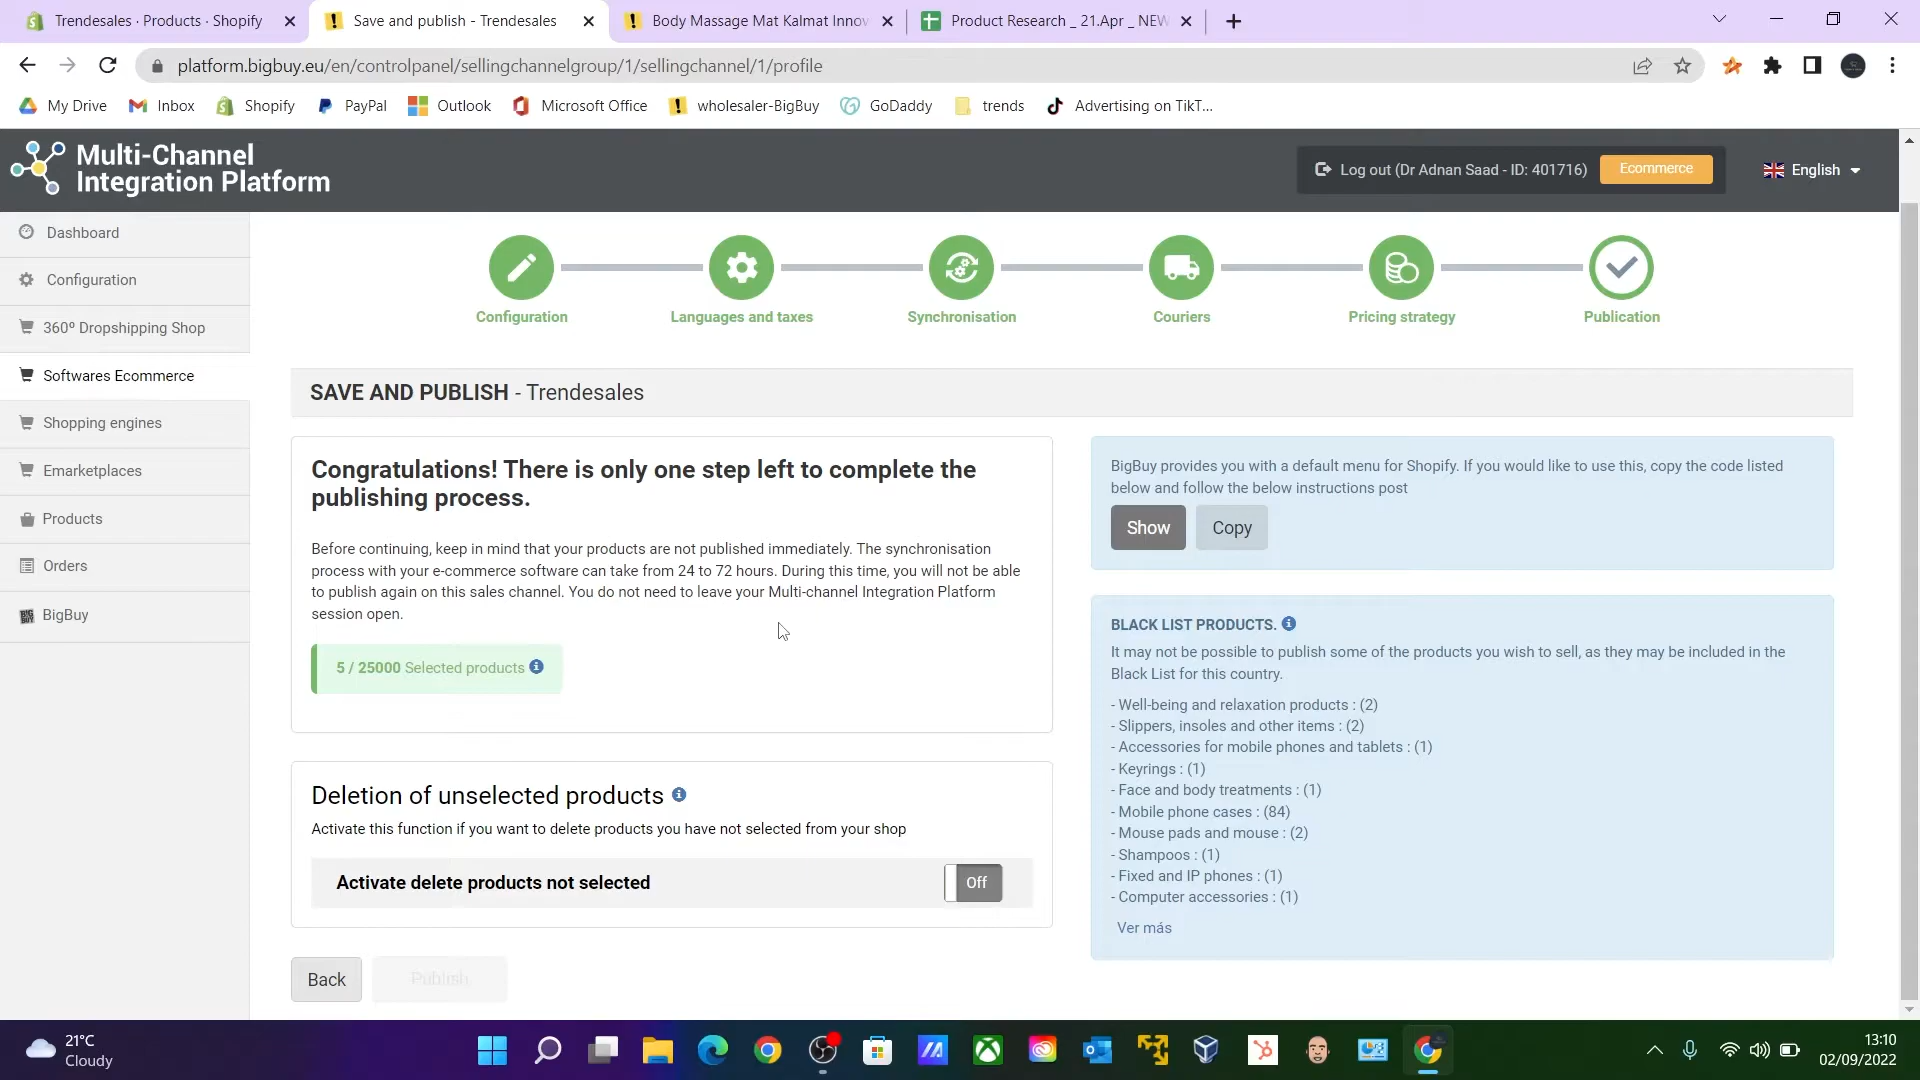 Trendesales · Products · Shopify
Save and publish - Trendesales
Body Massage Mat Kalmat Innov
Product Research _ 21.Apr _ NEW
platform.bigbuy.eu/en/controlpanel/sellingchannelgroup/1/sellingchannel/1/profile
My Drive
Inbox
Shopify
PayPal
Outlook
Microsoft Office
wholesaler-BigBuy
GoDaddy
trends
Advertising on TikT...
Multi-Channel
Integration Platform
Log out (Dr Adnan Saad - ID: 401716)
Ecommerce
English
Dashboard
Configuration
360º Dropshipping Shop
Softwares Ecommerce
Shopping engines
Emarketplaces
Products
Orders
BigBuy
Configuration
Languages and taxes
Synchronisation
Couriers
Pricing strategy
Publication
SAVE AND PUBLISH - Trendesales
Congratulations! There is only one step left to complete the
publishing process.
Before continuing, keep in mind that your products are not published immediately. The synchronisation
process with your e-commerce software can take from 24 to 72 hours. During this time, you will not be able
to publish again on this sales channel. You do not need to leave your Multi-channel Integration Platform
session open.
5 / 25000 Selected products
Deletion of unselected products
Activate this function if you want to delete products you have not selected from your shop
Activate delete products not selected
Off
Back
Publish
BigBuy provides you with a default menu for Shopify. If you would like to use this, copy the code listed
below and follow the below instructions post
Show
Copy
BLACK LIST PRODUCTS.
It may not be possible to publish some of the products you wish to sell, as they may be included in the
Black List for this country.
- Well-being and relaxation products : (2)
- Slippers, insoles and other items : (2)
- Accessories for mobile phones and tablets : (1)
- Keyrings : (1)
- Face and body treatments : (1)
- Mobile phone cases : (84)
- Mouse pads and mouse : (2)
- Shampoos : (1)
- Fixed and IP phones : (1)
- Computer accessories : (1)
Ver más
21°C
Cloudy
13:10
02/09/2022